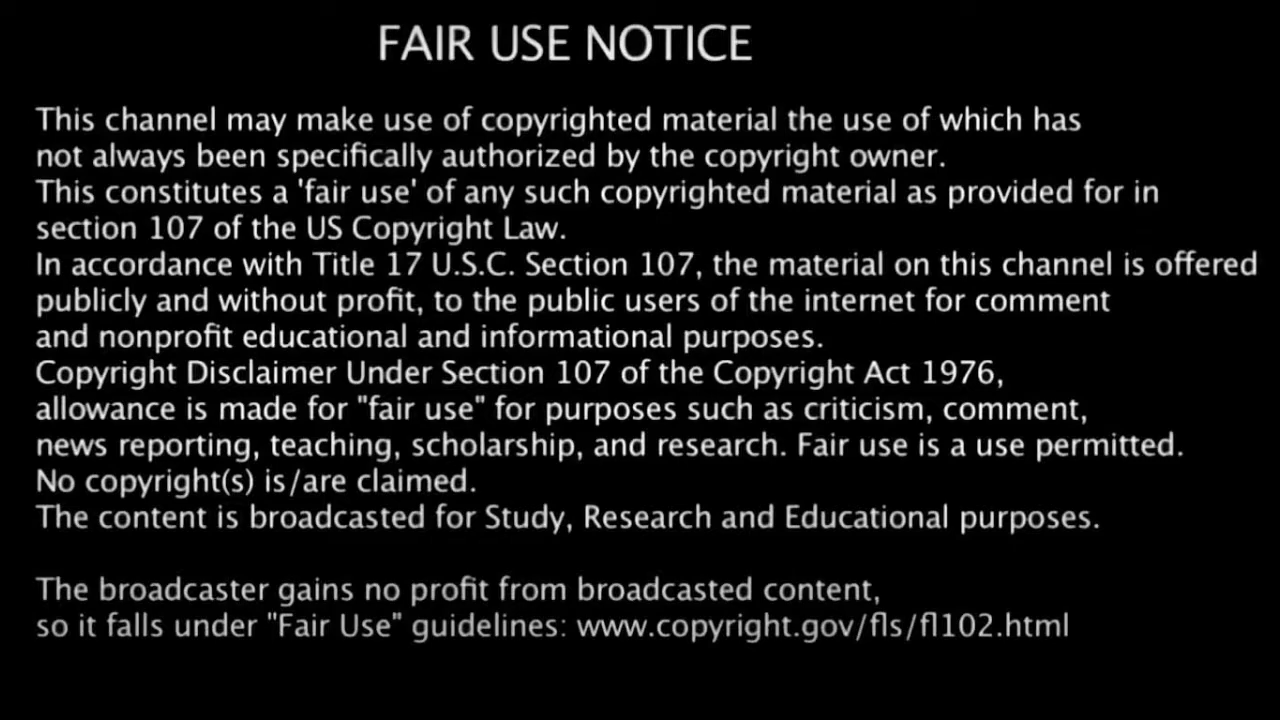 FAIR USE NOTICE
This channel may make use of copyrighted material the use of which has
not always been specifically authorized by the copyright owner.
This constitutes a 'fair use' of any such copyrighted material as provided for in
section 107 of the US Copyright Law.
In accordance with Title 17 U.S.C. Section 107, the material on this channel is offered
publicly and without profit, to the public users of the internet for comment
and nonprofit educational and informational purposes.
Copyright Disclaimer Under Section 107 of the Copyright Act 1976,
allowance is made for "fair use" for purposes such as criticism, comment,
news reporting, teaching, scholarship, and research. Fair use is a use permitted.
No copyright(s) is/are claimed.
The content is broadcasted for Study, Research and Educational purposes.
The broadcaster gains no profit from broadcasted content,
so it falls under "Fair Use" guidelines: www.copyright.gov/fls/fl102.html